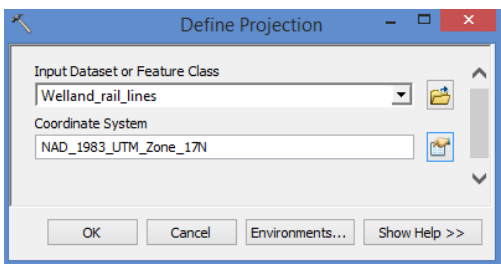 Define Projection
Input Dataset or Feature Class
Welland_rail_lines
Coordinate System
NAD_1983_UTM_Zone_17N
OK Cancel Environments... Show Help >>